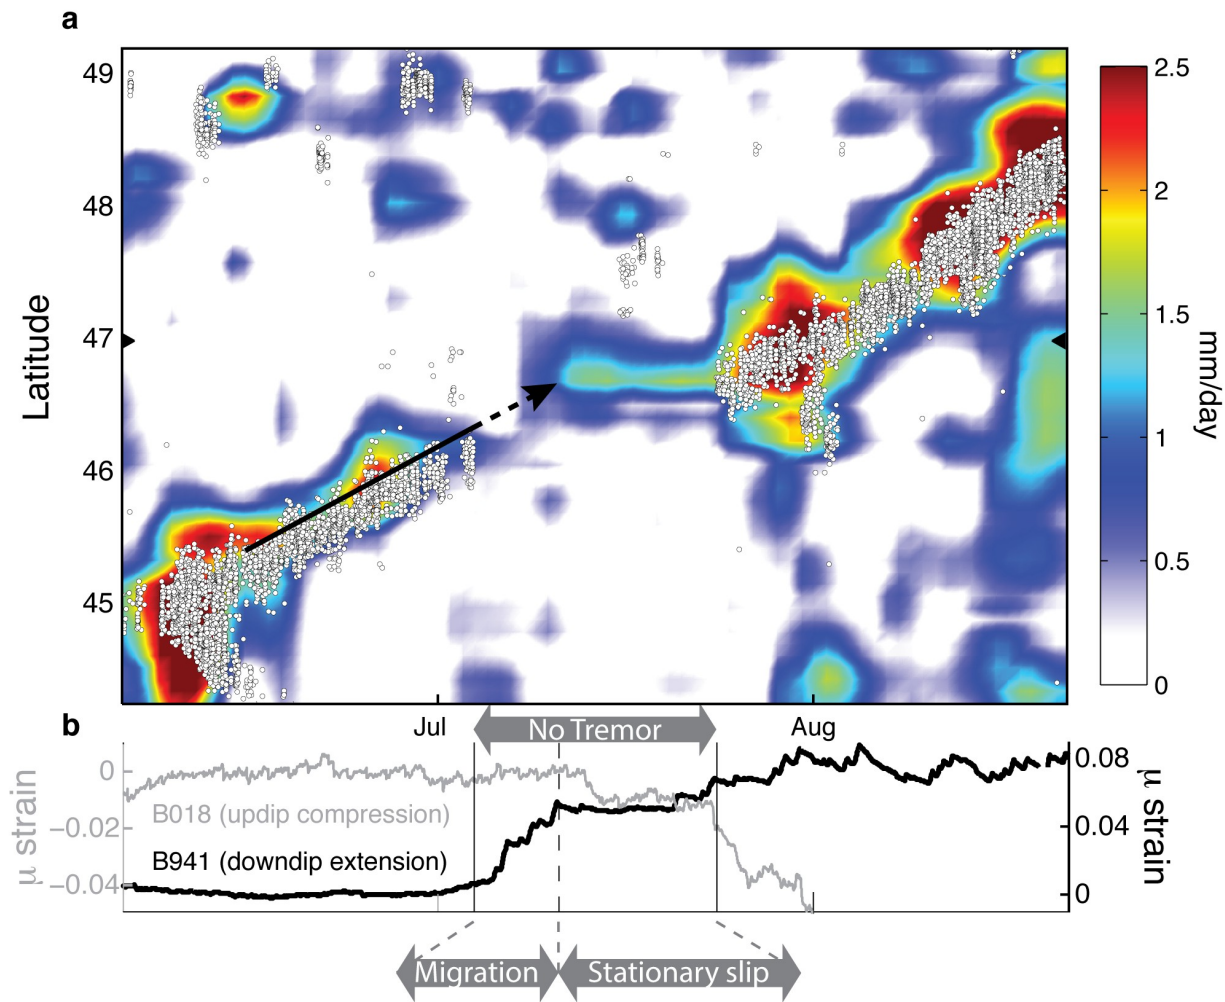 a
49
48
47
46
45
Latitude
2.5
2
1.5
1
0.5
0
mm/day
b
Jul
No Tremor
Aug
0
−0.02
−0.04
μ strain
B018 (updip compression)
B941 (downdip extension)
0.08
0.04
0
μ strain
Migration
Stationary slip